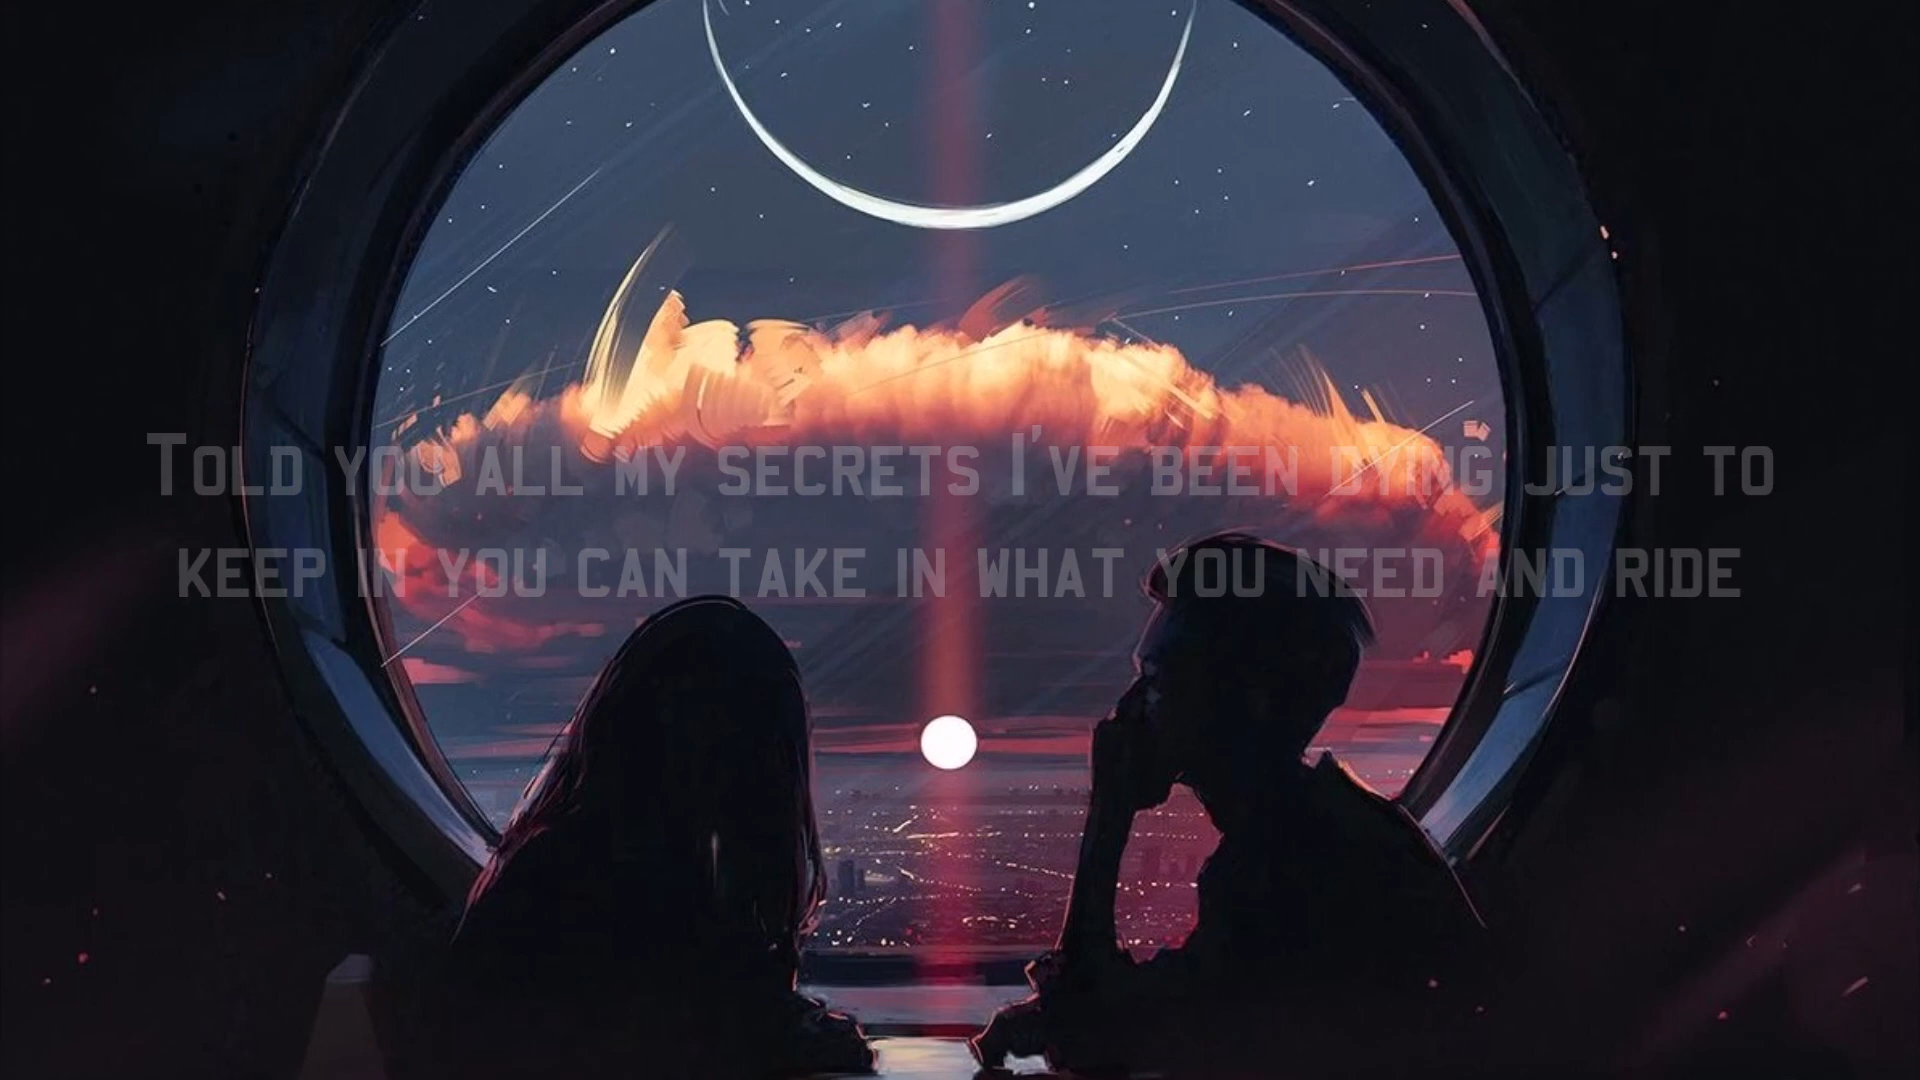 Told you all my secrets I've been dying just to
keep in you can take in what you need and ride